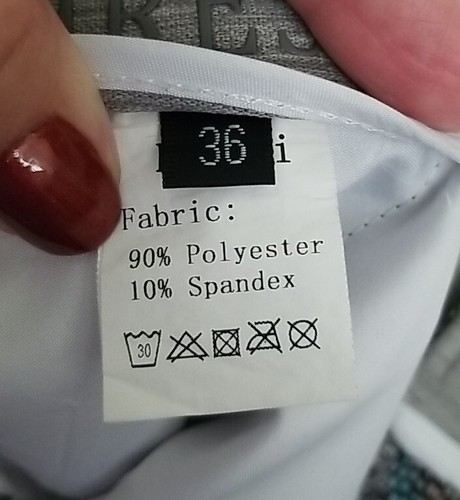 36
Fabric:
90% Polyester
10% Spandex
30